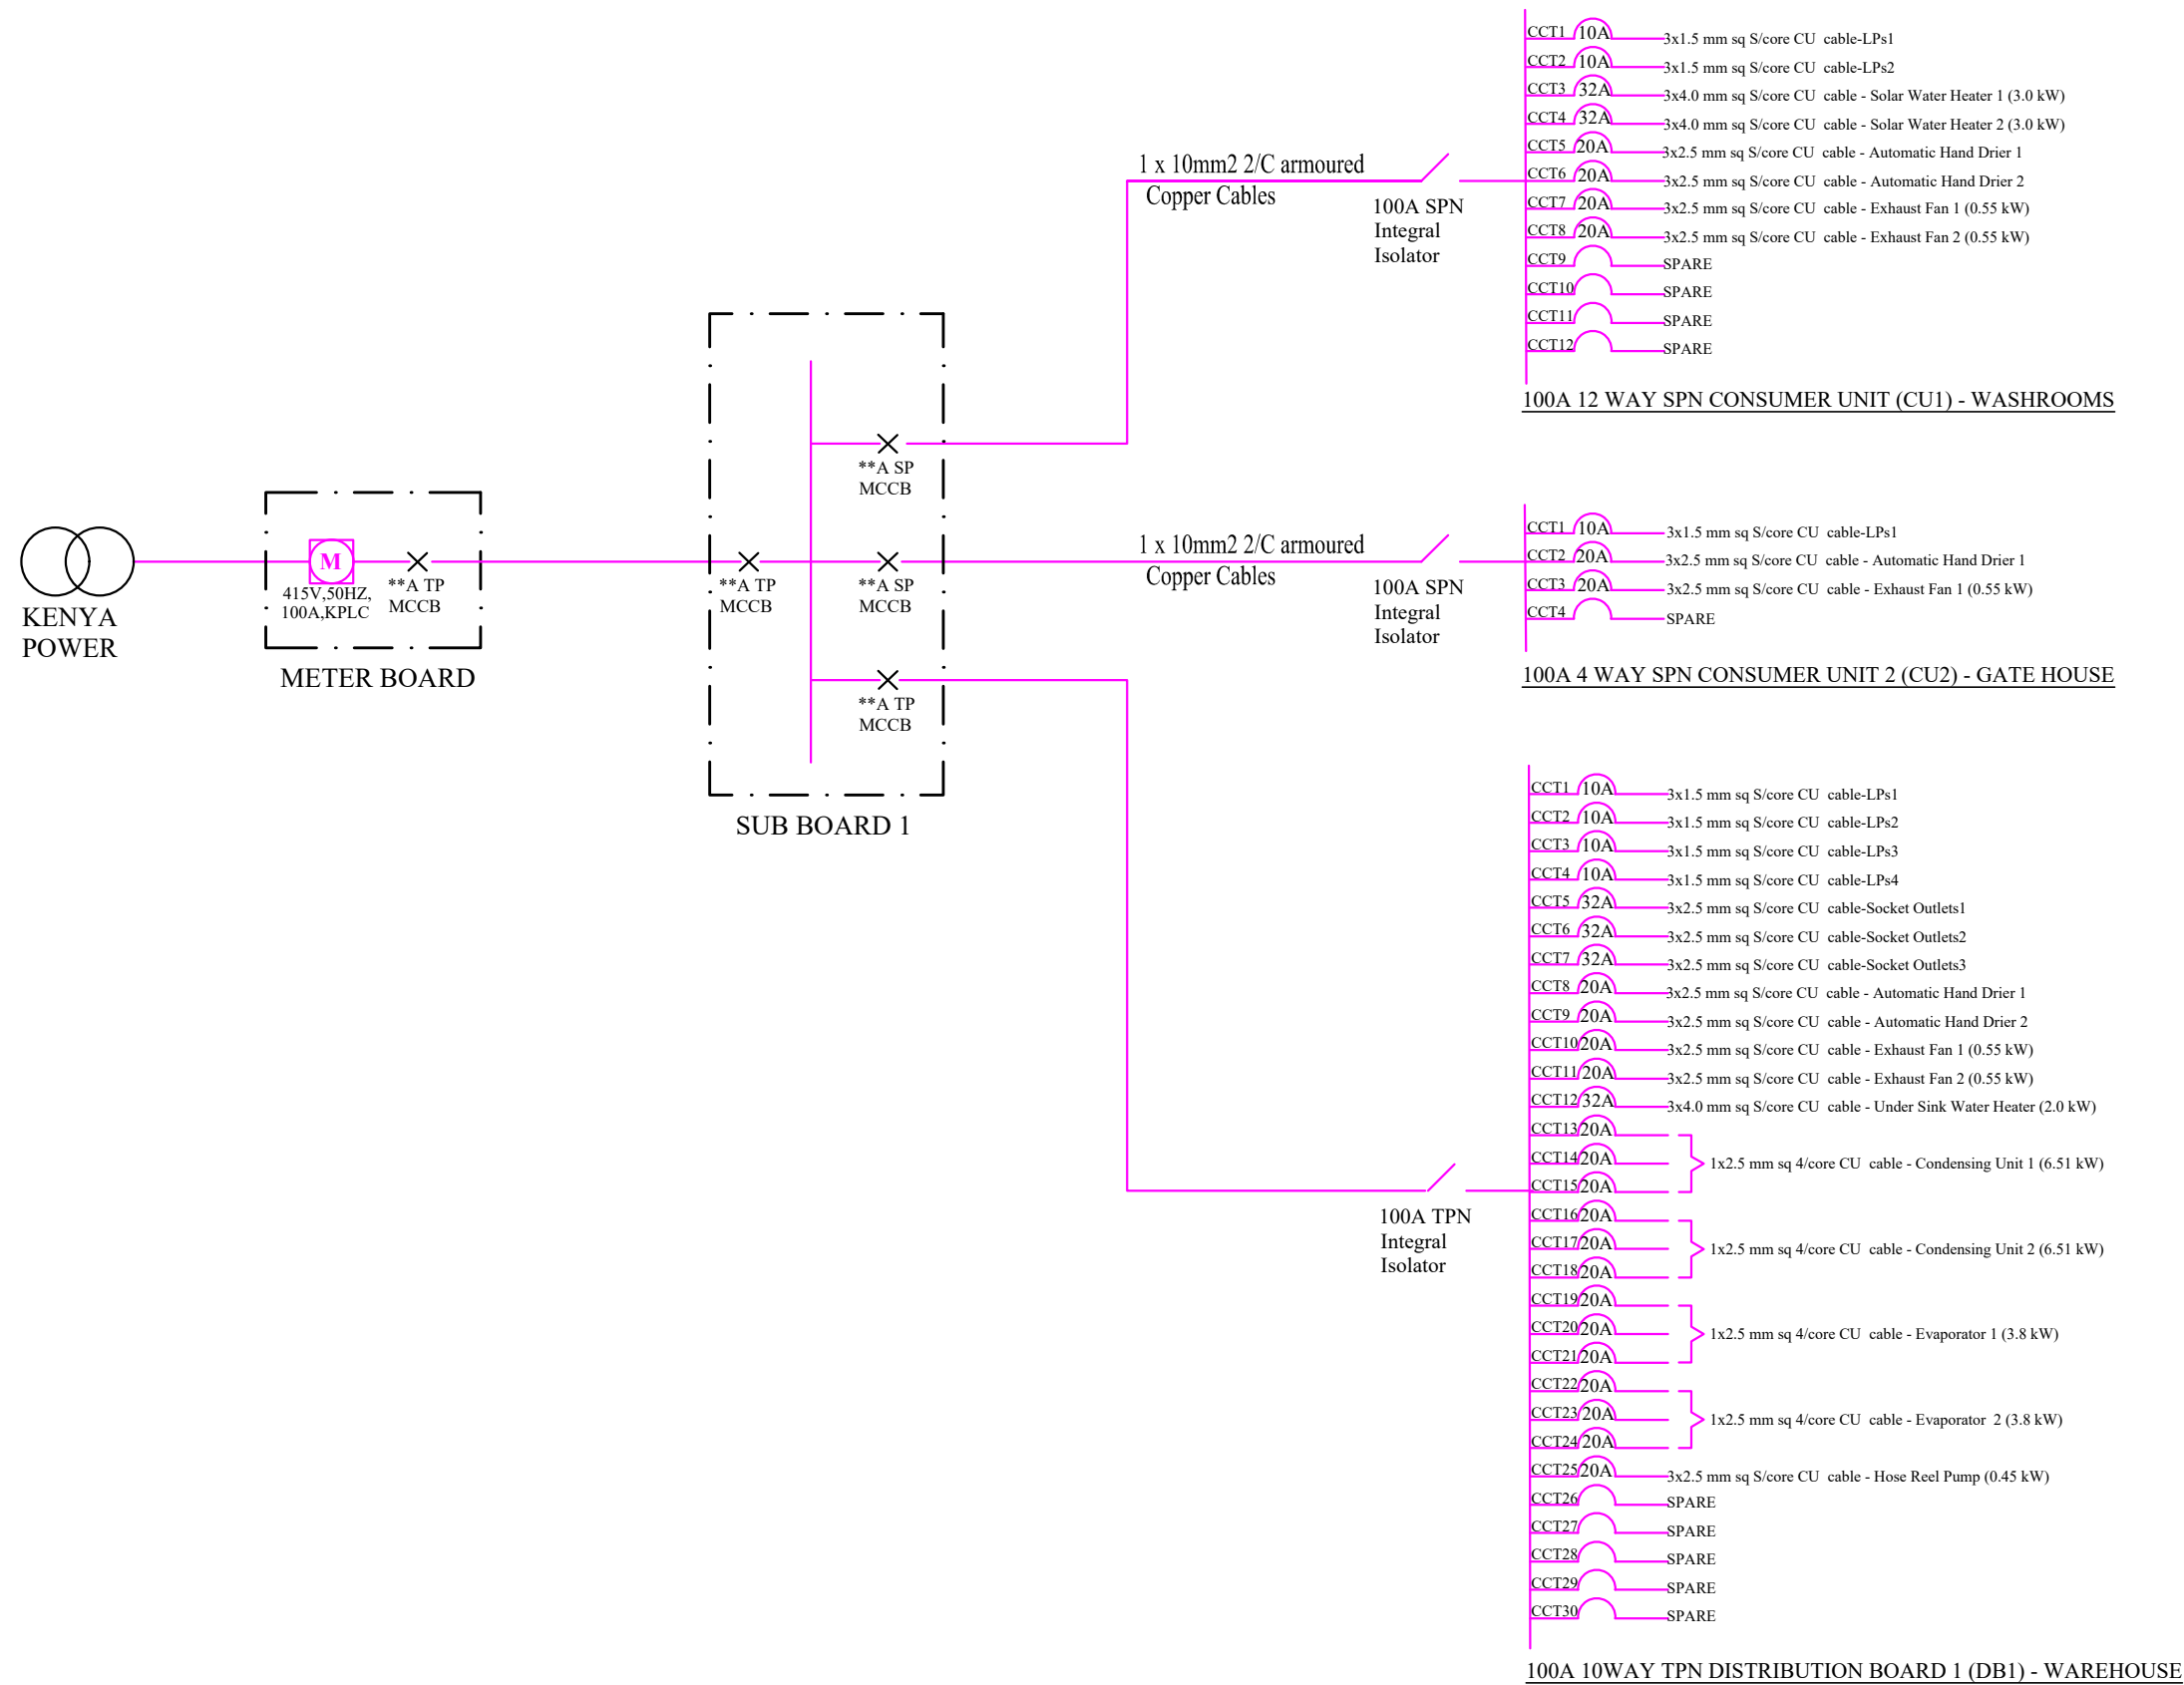 KENYA
POWER
M
415V,50HZ,
100A,KPLC
**A TP
MCCB
METER BOARD
**A TP
MCCB
**A SP
MCCB
**A SP
MCCB
**A TP
MCCB
SUB BOARD 1
1 x 10mm2 2/C armoured
Copper Cables
100A SPN
Integral
Isolator
CCT1 10A 3x1.5 mm sq S/core CU cable-LPs1
CCT2 10A 3x1.5 mm sq S/core CU cable-LPs2
CCT3 32A 3x4.0 mm sq S/core CU cable - Solar Water Heater 1 (3.0 kW)
CCT4 32A 3x4.0 mm sq S/core CU cable - Solar Water Heater 2 (3.0 kW)
CCT5 20A 3x2.5 mm sq S/core CU cable - Automatic Hand Drier 1
CCT6 20A 3x2.5 mm sq S/core CU cable - Automatic Hand Drier 2
CCT7 20A 3x2.5 mm sq S/core CU cable - Exhaust Fan 1 (0.55 kW)
CCT8 20A 3x2.5 mm sq S/core CU cable - Exhaust Fan 2 (0.55 kW)
CCT9 SPARE
CCT10 SPARE
CCT11 SPARE
CCT12 SPARE
100A 12 WAY SPN CONSUMER UNIT (CU1) - WASHROOMS
1 x 10mm2 2/C armoured
Copper Cables
100A SPN
Integral
Isolator
CCT1 10A 3x1.5 mm sq S/core CU cable-LPs1
CCT2 20A 3x2.5 mm sq S/core CU cable - Automatic Hand Drier 1
CCT3 20A 3x2.5 mm sq S/core CU cable - Exhaust Fan 1 (0.55 kW)
CCT4 SPARE
100A 4 WAY SPN CONSUMER UNIT 2 (CU2) - GATE HOUSE
100A TPN
Integral
Isolator
CCT1 10A 3x1.5 mm sq S/core CU cable-LPs1
CCT2 10A 3x1.5 mm sq S/core CU cable-LPs2
CCT3 10A 3x1.5 mm sq S/core CU cable-LPs3
CCT4 10A 3x1.5 mm sq S/core CU cable-LPs4
CCT5 32A 3x2.5 mm sq S/core CU cable-Socket Outlets1
CCT6 32A 3x2.5 mm sq S/core CU cable-Socket Outlets2
CCT7 32A 3x2.5 mm sq S/core CU cable-Socket Outlets3
CCT8 20A 3x2.5 mm sq S/core CU cable - Automatic Hand Drier 1
CCT9 20A 3x2.5 mm sq S/core CU cable - Automatic Hand Drier 2
CCT10 20A 3x2.5 mm sq S/core CU cable - Exhaust Fan 1 (0.55 kW)
CCT11 20A 3x2.5 mm sq S/core CU cable - Exhaust Fan 2 (0.55 kW)
CCT12 32A 3x4.0 mm sq S/core CU cable - Under Sink Water Heater (2.0 kW)
CCT13 20A
CCT14 20A 1x2.5 mm sq 4/core CU cable - Condensing Unit 1 (6.51 kW)
CCT15 20A
CCT16 20A
CCT17 20A 1x2.5 mm sq 4/core CU cable - Condensing Unit 2 (6.51 kW)
CCT18 20A
CCT19 20A
CCT20 20A 1x2.5 mm sq 4/core CU cable - Evaporator 1 (3.8 kW)
CCT21 20A
CCT22 20A
CCT23 20A 1x2.5 mm sq 4/core CU cable - Evaporator 2 (3.8 kW)
CCT24 20A
CCT25 20A 3x2.5 mm sq S/core CU cable - Hose Reel Pump (0.45 kW)
CCT26 SPARE
CCT27 SPARE
CCT28 SPARE
CCT29 SPARE
CCT30 SPARE
100A 10WAY TPN DISTRIBUTION BOARD 1 (DB1) - WAREHOUSE